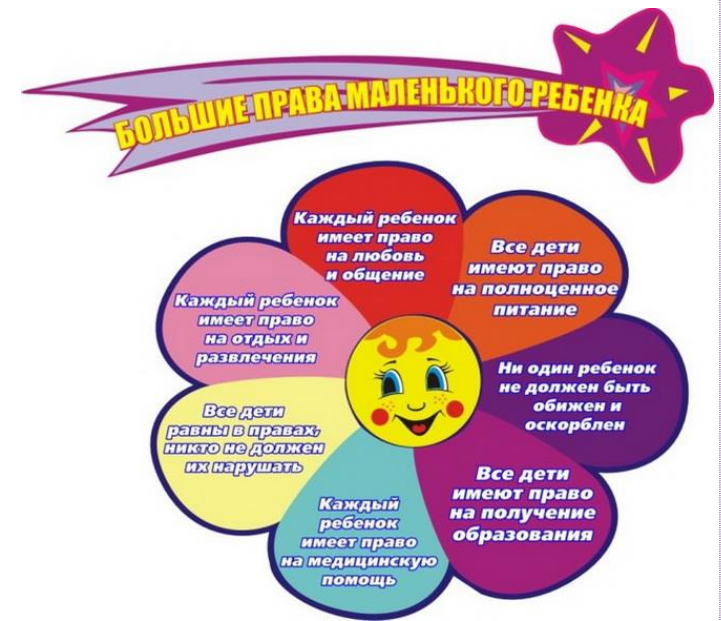 БОЛЬШИЕ ПРАВА МАЛЕНЬКОГО РЕБЕНКА
Каждый ребенок
имеет право
на любовь
и общение
Все дети
имеют право
на полноценное
питание
Ни один ребенок
не должен быть
обижен и
оскорблен
Все дети
имеют право
на получение
образования
Каждый
ребенок
имеет право
на медицинскую
помощь
Все дети
равны в правах,
никто не должен
их нарушать
Каждый ребенок
имеет право
на отдых и
развлечения